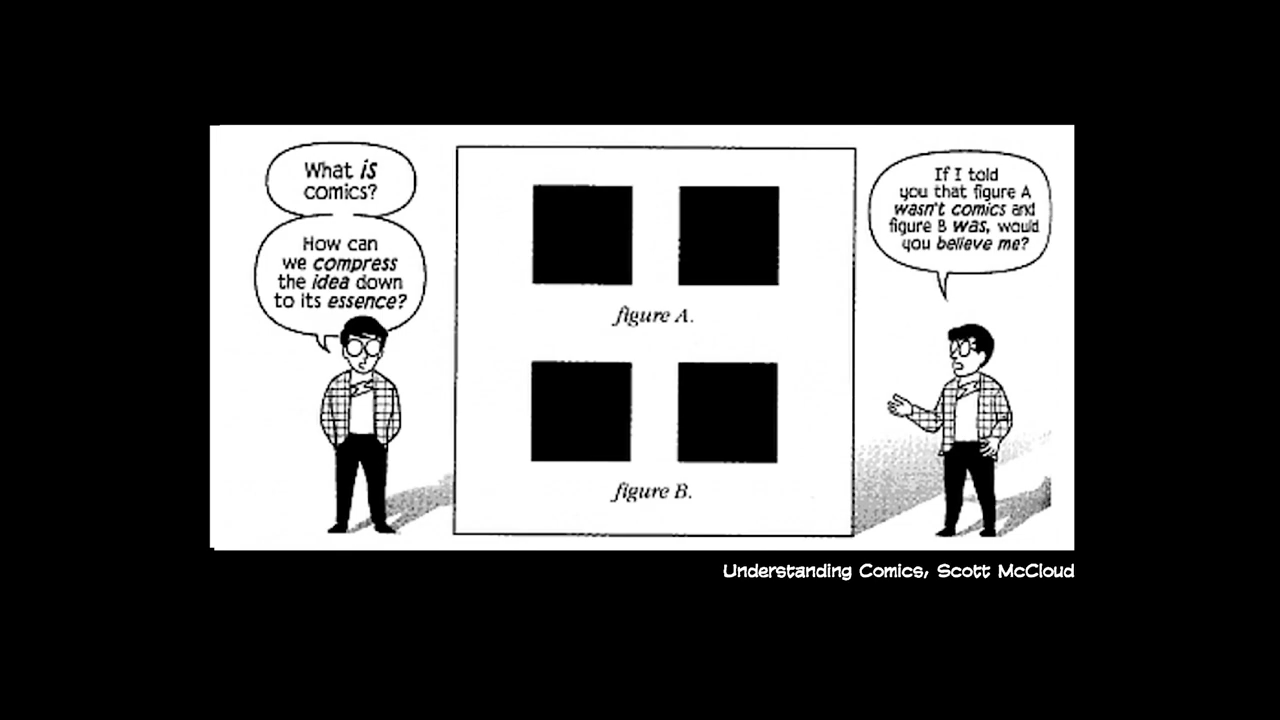 What is
comics?
How can
we compress
the idea down
to its essence?
figure A.
figure B.
If I told
you that figure A
wasn't comics and
figure B was, would
you believe me?
Understanding Comics, Scott McCloud